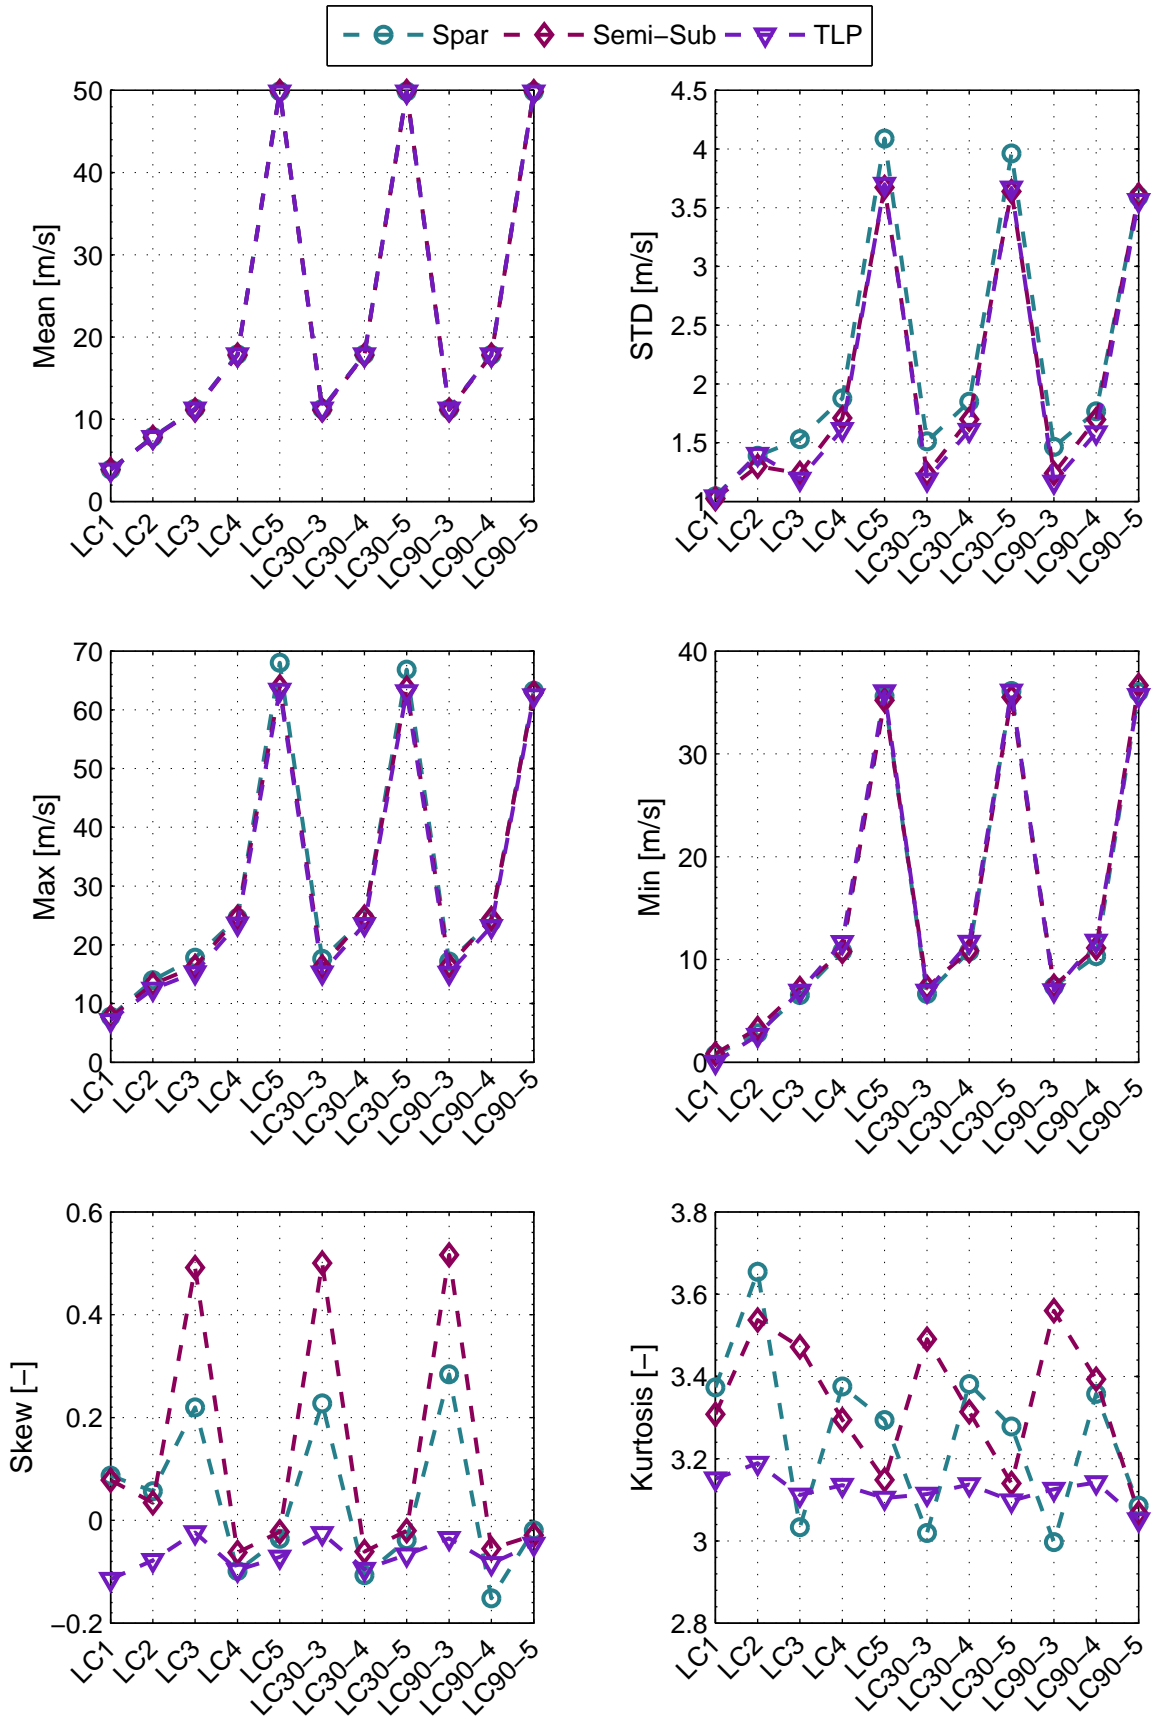 Spar Semi−Sub TLP
Mean [m/s]
50
40
30
20
10
0
LC1 LC2 LC3 LC4 LC5 LC30−3 LC30−4 LC30−5 LC90−3 LC90−4 LC90−5
STD [m/s]
4.5
4
3.5
3
2.5
2
1.5
1
LC1 LC2 LC3 LC4 LC5 LC30−3 LC30−4 LC30−5 LC90−3 LC90−4 LC90−5
Max [m/s]
70
60
50
40
30
20
10
0
LC1 LC2 LC3 LC4 LC5 LC30−3 LC30−4 LC30−5 LC90−3 LC90−4 LC90−5
Min [m/s]
40
30
20
10
0
LC1 LC2 LC3 LC4 LC5 LC30−3 LC30−4 LC30−5 LC90−3 LC90−4 LC90−5
Skew [−]
0.6
0.4
0.2
0
−0.2
LC1 LC2 LC3 LC4 LC5 LC30−3 LC30−4 LC30−5 LC90−3 LC90−4 LC90−5
Kurtosis [−]
3.8
3.6
3.4
3.2
3
2.8
LC1 LC2 LC3 LC4 LC5 LC30−3 LC30−4 LC30−5 LC90−3 LC90−4 LC90−5